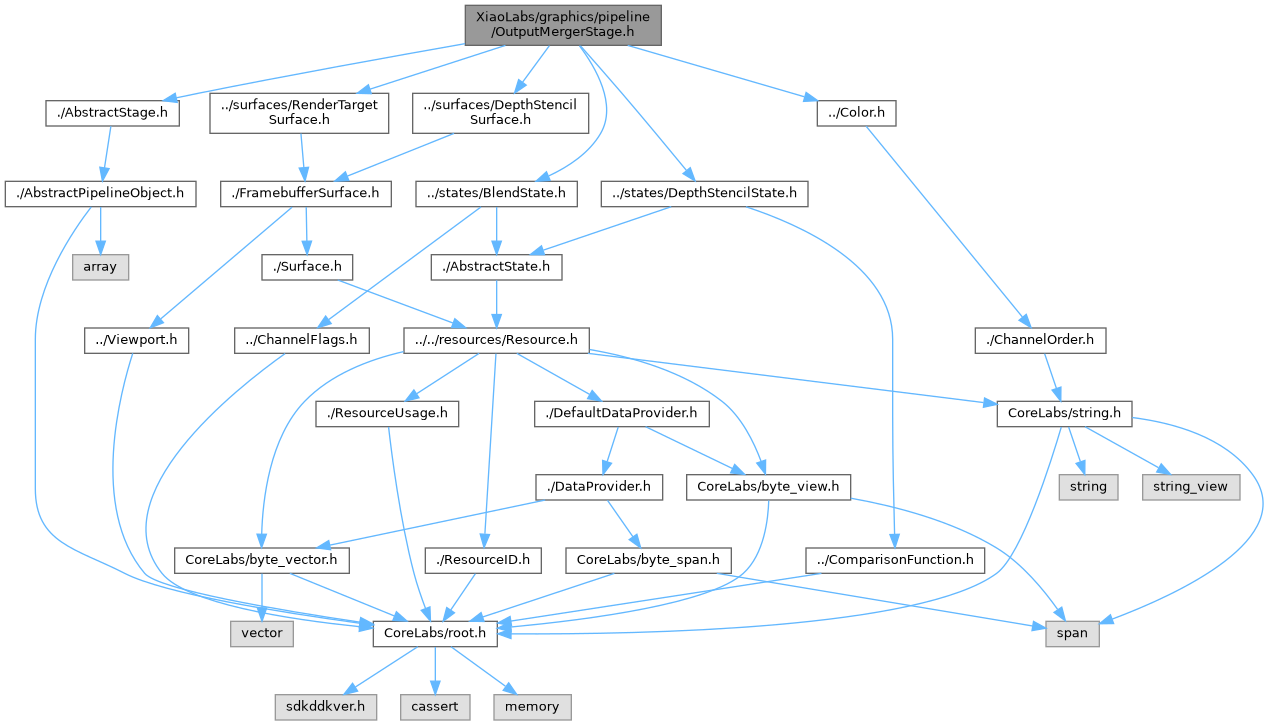 XiaoLabs/graphics/pipeline
/OutputMergerStage.h
./AbstractStage.h
../surfaces/RenderTarget
Surface.h
../surfaces/DepthStencil
Surface.h
../Color.h
./AbstractPipelineObject.h
./FramebufferSurface.h
../states/BlendState.h
../states/DepthStencilState.h
array
./Surface.h
./AbstractState.h
../Viewport.h
../ChannelFlags.h
../../resources/Resource.h
./ChannelOrder.h
./ResourceUsage.h
./DefaultDataProvider.h
CoreLabs/string.h
./DataProvider.h
CoreLabs/byte_view.h
string
string_view
CoreLabs/byte_vector.h
./ResourceID.h
CoreLabs/byte_span.h
../ComparisonFunction.h
vector
CoreLabs/root.h
span
sdkddkver.h
cassert
memory